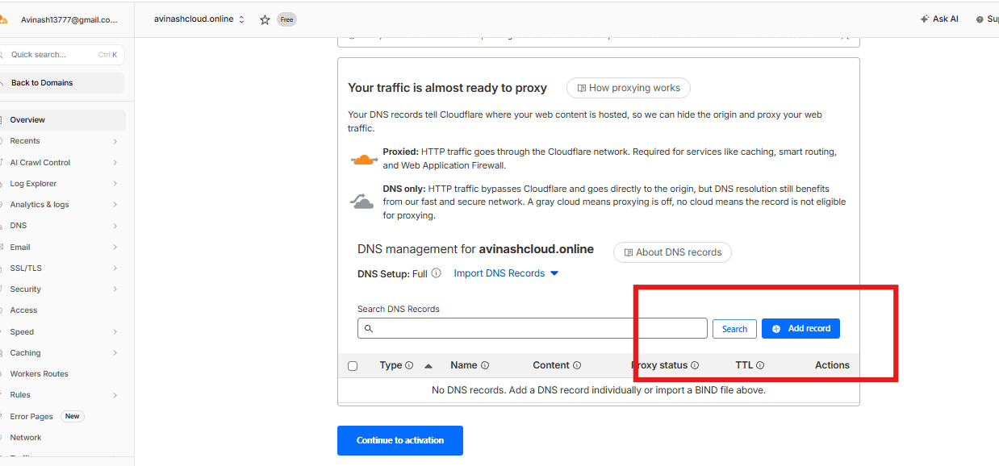 Avinash13777@gmail.co...
avinashcloud.online
Free
Ask AI
Quick search...
Ctrl K
Back to Domains
Overview
Recents
AI Crawl Control
Log Explorer
Analytics & logs
DNS
Email
SSL/TLS
Security
Access
Speed
Caching
Workers Routes
Rules
Error Pages New
Network
Your traffic is almost ready to proxy
How proxying works
Your DNS records tell Cloudflare where your web content is hosted, so we can hide the origin and proxy your web
traffic.
Proxied: HTTP traffic goes through the Cloudflare network. Required for services like caching, smart routing,
and Web Application Firewall.
DNS only: HTTP traffic bypasses Cloudflare and goes directly to the origin, but DNS resolution still benefits
from our fast and secure network. A gray cloud means proxying is off, no cloud means the record is not eligible
for proxying.
DNS management for avinashcloud.online
About DNS records
DNS Setup: Full
Import DNS Records
Search DNS Records
Search
Add record
Type Name Content Proxy status TTL Actions
No DNS records. Add a DNS record individually or import a BIND file above.
Continue to activation